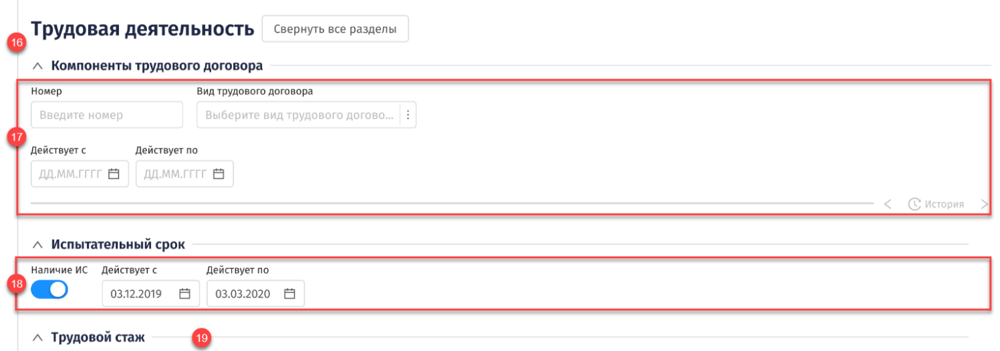 Трудовая деятельность Свернуть все разделы
16
Компоненты трудового договора
Номер Вид трудового договора
Введите номер Выберите вид трудового догово...
17
Действует с Действует по
ДД.ММ.ГГГГ ДД.ММ.ГГГГ
История
Испытательный срок
Наличие ИС Действует с Действует по
18
03.12.2019 03.03.2020
Трудовой стаж 19